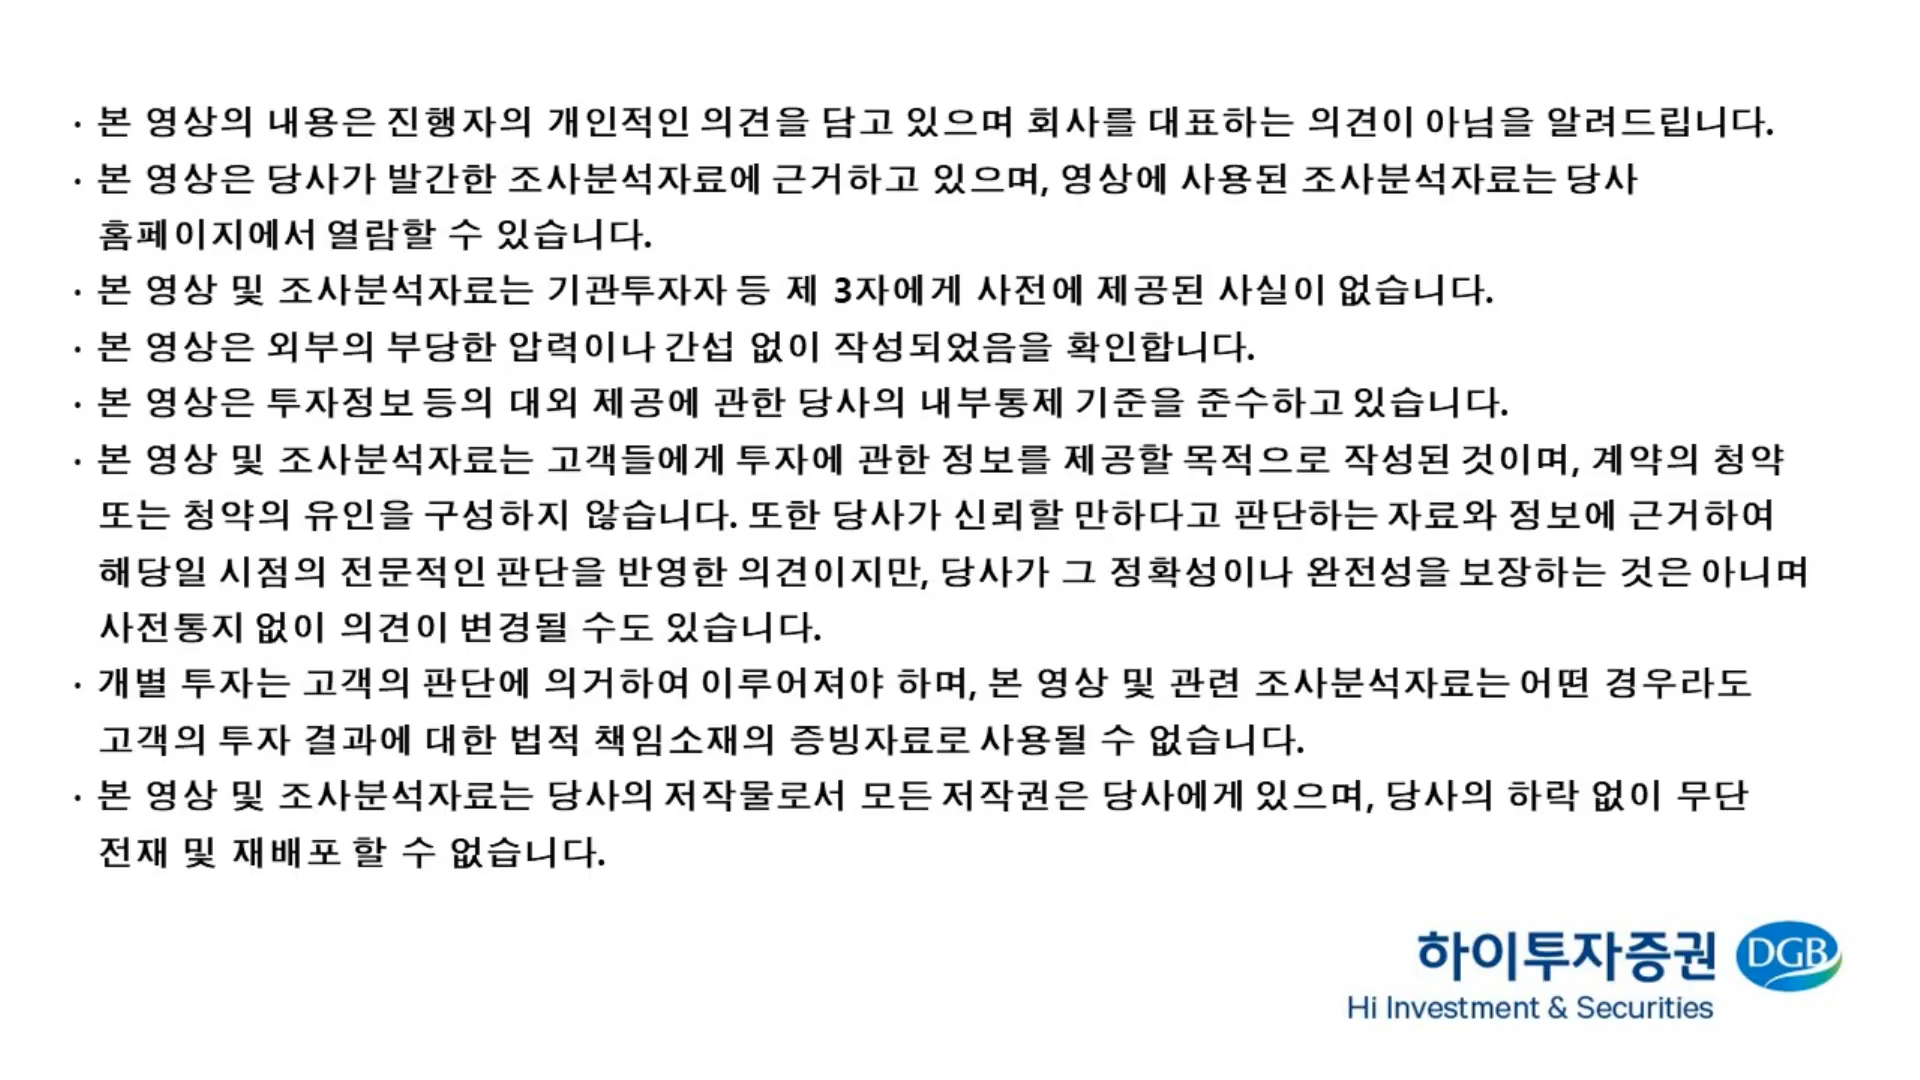 · 본 영상의 내용은 진행자의 개인적인 의견을 담고 있으며 회사를 대표하는 의견이 아님을 알려드립니다.
· 본 영상은 당사가 발간한 조사분석자료에 근거하고 있으며, 영상에 사용된 조사분석자료는 당사
홈페이지에서 열람할 수 있습니다.
· 본 영상 및 조사분석자료는 기관투자자 등 제 3자에게 사전에 제공된 사실이 없습니다.
· 본 영상은 외부의 부당한 압력이나 간섭 없이 작성되었음을 확인합니다.
· 본 영상은 투자정보 등의 대외 제공에 관한 당사의 내부통제 기준을 준수하고 있습니다.
· 본 영상 및 조사분석자료는 고객들에게 투자에 관한 정보를 제공할 목적으로 작성된 것이며, 계약의 청약
또는 청약의 유인을 구성하지 않습니다. 또한 당사가 신뢰할 만하다고 판단하는 자료와 정보에 근거하여
해당일 시점의 전문적인 판단을 반영한 의견이지만, 당사가 그 정확성이나 완전성을 보장하는 것은 아니며
사전통지 없이 의견이 변경될 수도 있습니다.
· 개별 투자는 고객의 판단에 의거하여 이루어져야 하며, 본 영상 및 관련 조사분석자료는 어떤 경우라도
고객의 투자 결과에 대한 법적 책임소재의 증빙자료로 사용될 수 없습니다.
· 본 영상 및 조사분석자료는 당사의 저작물로서 모든 저작권은 당사에게 있으며, 당사의 하락 없이 무단
전재 및 재배포 할 수 없습니다.
하이투자증권 DGB
Hi Investment & Securities